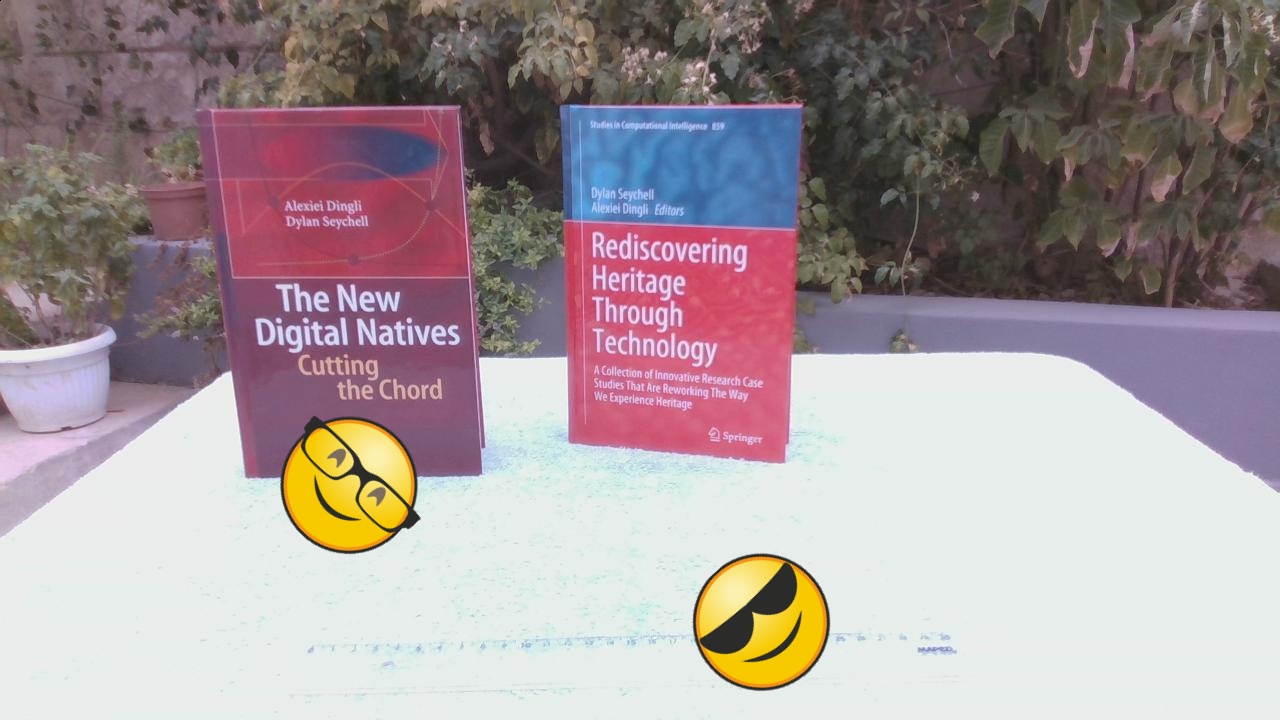 Alexiei Dingli
Dylan Seychell
The New
Digital Natives
Cutting
the Chord
Studies in Computational Intelligence 859
Dylan Seychell
Alexiei Dingli Editors
Rediscovering
Heritage
Through
Technology
A Collection of Innovative Research Case
Studies That Are Reworking The Way
We Experience Heritage
Springer
MAPED